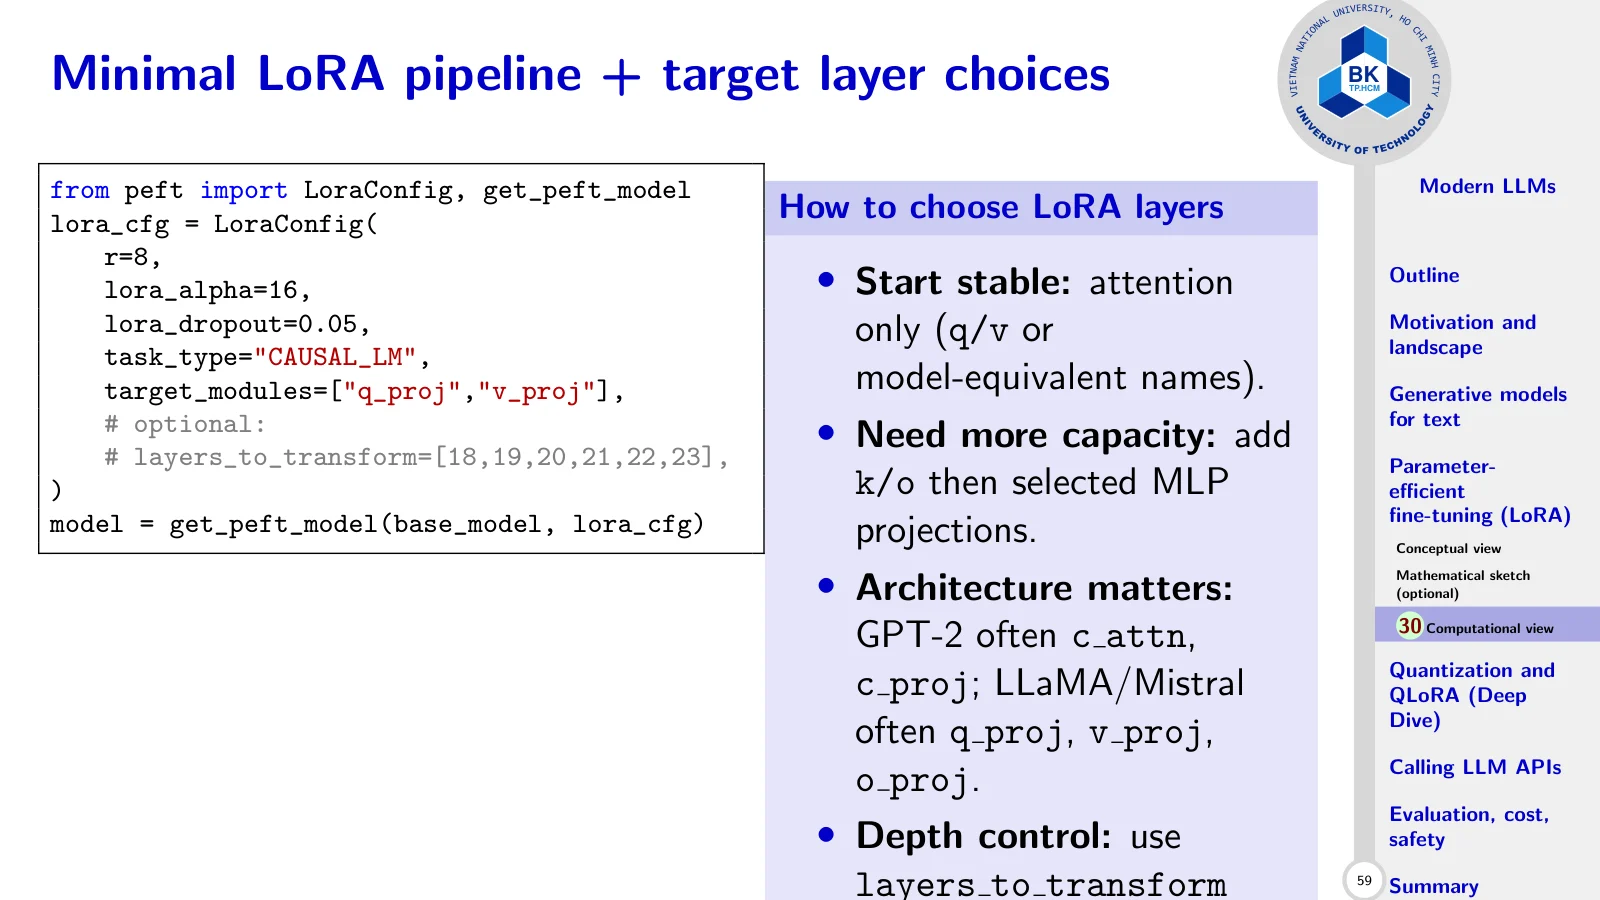 Minimal LoRA pipeline + target layer choices
from peft import LoraConfig, get_peft_model
lora_cfg = LoraConfig(
    r=8,
    lora_alpha=16,
    lora_dropout=0.05,
    task_type="CAUSAL_LM",
    target_modules=["q_proj","v_proj"],
    # optional:
    # layers_to_transform=[18,19,20,21,22,23],
)
model = get_peft_model(base_model, lora_cfg)
How to choose LoRA layers
• Start stable: attention
only (q/v or
model-equivalent names).
• Need more capacity: add
k/o then selected MLP
projections.
• Architecture matters:
GPT-2 often c_attn,
c_proj; LLaMA/Mistral
often q_proj, v_proj,
o_proj.
• Depth control: use
layers_to_transform
VIETNAM NATIONAL UNIVERSITY, HO CHI MINH CITY
BK
TP.HCM
UNIVERSITY OF TECHNOLOGY
Modern LLMs
Outline
Motivation and
landscape
Generative models
for text
Parameter-
efficient
fine-tuning (LoRA)
Conceptual view
Mathematical sketch
(optional)
30 Computational view
Quantization and
QLoRA (Deep
Dive)
Calling LLM APIs
Evaluation, cost,
safety
Summary
59